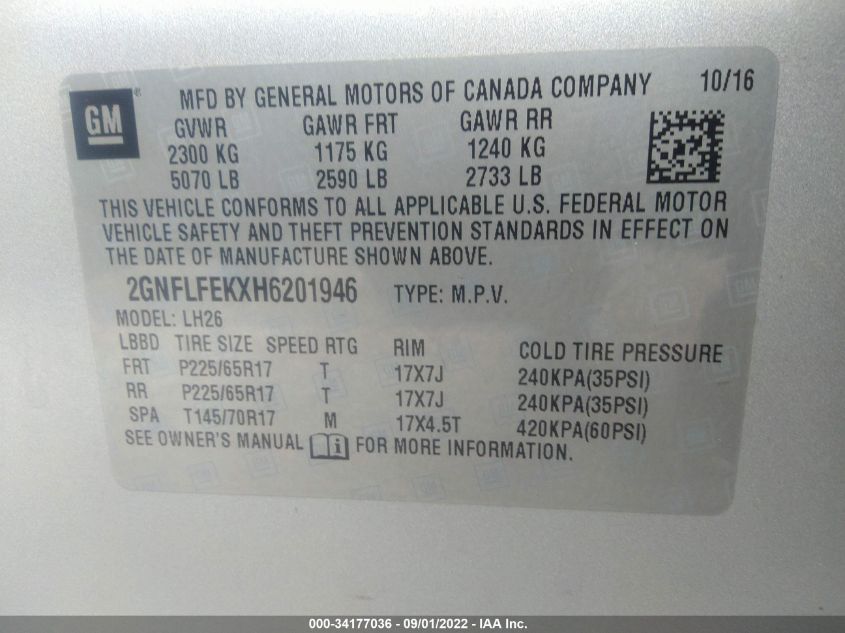 GM
®
MFD BY GENERAL MOTORS OF CANADA COMPANY 10/16
GVWR GAWR FRT GAWR RR
2300 KG 1175 KG 1240 KG
5070 LB 2590 LB 2733 LB
THIS VEHICLE CONFORMS TO ALL APPLICABLE U.S. FEDERAL MOTOR
VEHICLE SAFETY AND THEFT PREVENTION STANDARDS IN EFFECT ON
THE DATE OF MANUFACTURE SHOWN ABOVE.
2GNFLFEKXH6201946 TYPE: M.P.V.
MODEL: LH26
LBBD TIRE SIZE SPEED RTG RIM COLD TIRE PRESSURE
FRT P225/65R17 T 17X7J 240KPA(35PSI)
RR P225/65R17 T 17X7J 240KPA(35PSI)
SPA T145/70R17 M 17X4.5T 420KPA(60PSI)
SEE OWNER'S MANUAL FOR MORE INFORMATION.
000-34177036 - 09/01/2022 - IAA Inc.